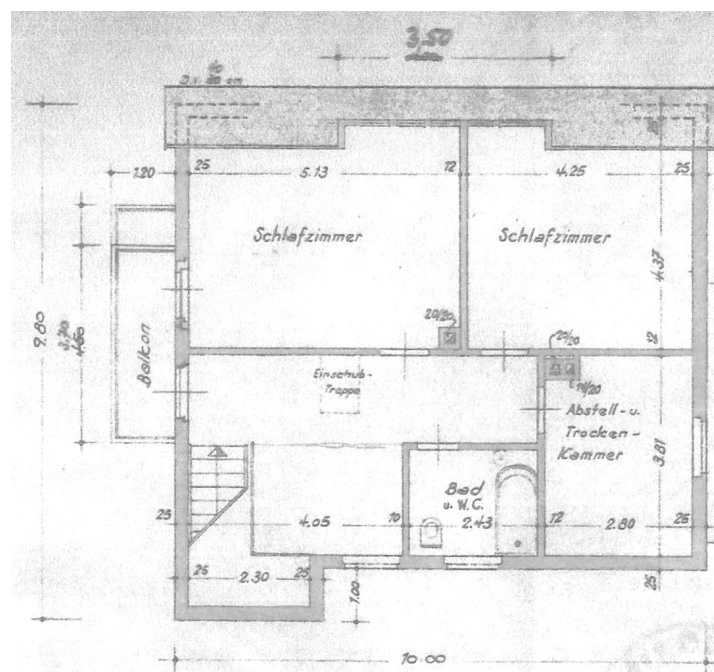 3.50
25
5.13
12
4.25
25
1.20
Schlafzimmer
Schlafzimmer
4.37
9.80
Balkon
20/20
20/20
12
Einschub-
Treppe
14/20
Abstell- u.
Trocken-
Kammer
3.81
Bad
u. W.C.
25
4.05
10
2.43
12
2.80
25
25
2.30
25
1.00
25
10.00